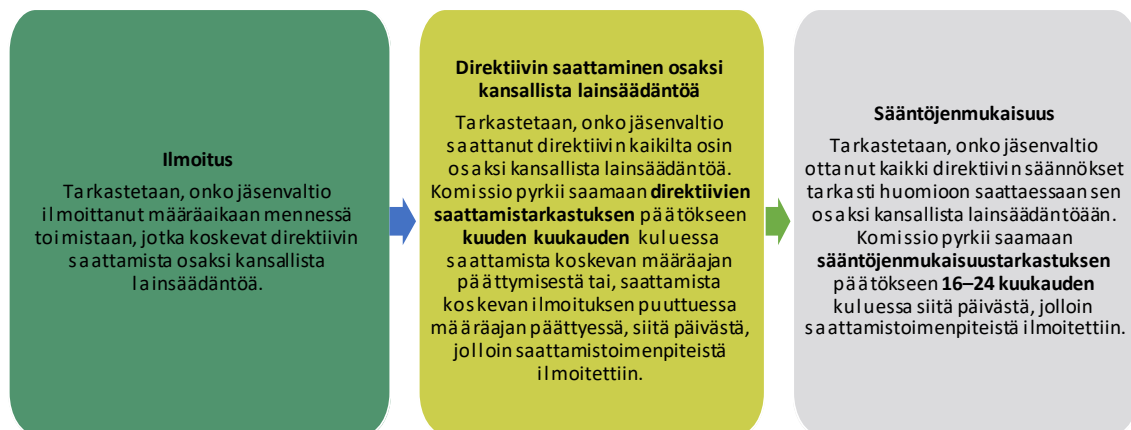 Ilmoitus
Tarkastetaan, onko jäsenvaltio
ilmoittanut määräaikaan mennessä
toimistaan, jotka koskevat direktiivin
saattamista osaksi kansallista
lainsäädäntöä.
Direktiivin saattaminen osaksi
kansallista lainsäädäntöä
Tarkastetaan, onko jäsenvaltio
saattanut direktiivin kaikilta osin
osaksi kansallista lainsäädäntöä.
Komissio pyrkii saamaan direktiivien
saattamistarkastuksen päätökseen
kuuden kuukauden kuluessa
saattamista koskevan määräajan
päättymisestä tai, saattamista
koskevan ilmoituksen puuttuessa
määräajan päättyessä, siitä päivästä,
jolloin saattamistoimenpiteistä
ilmoitettiin.
Sääntöjenmukaisuus
Tarkastetaan, onko jäsenvaltio
ottanut kaikki direktiivin säännökset
tarkasti huomioon saattaessaan sen
osaksi kansallista lainsäädäntöään.
Komissio pyrkii saamaan
sääntöjenmukaisuustarkastuksen
päätökseen 16–24 kuukauden
kuluessa siitä päivästä, jolloin
saattamistoimenpiteistä ilmoitettiin.